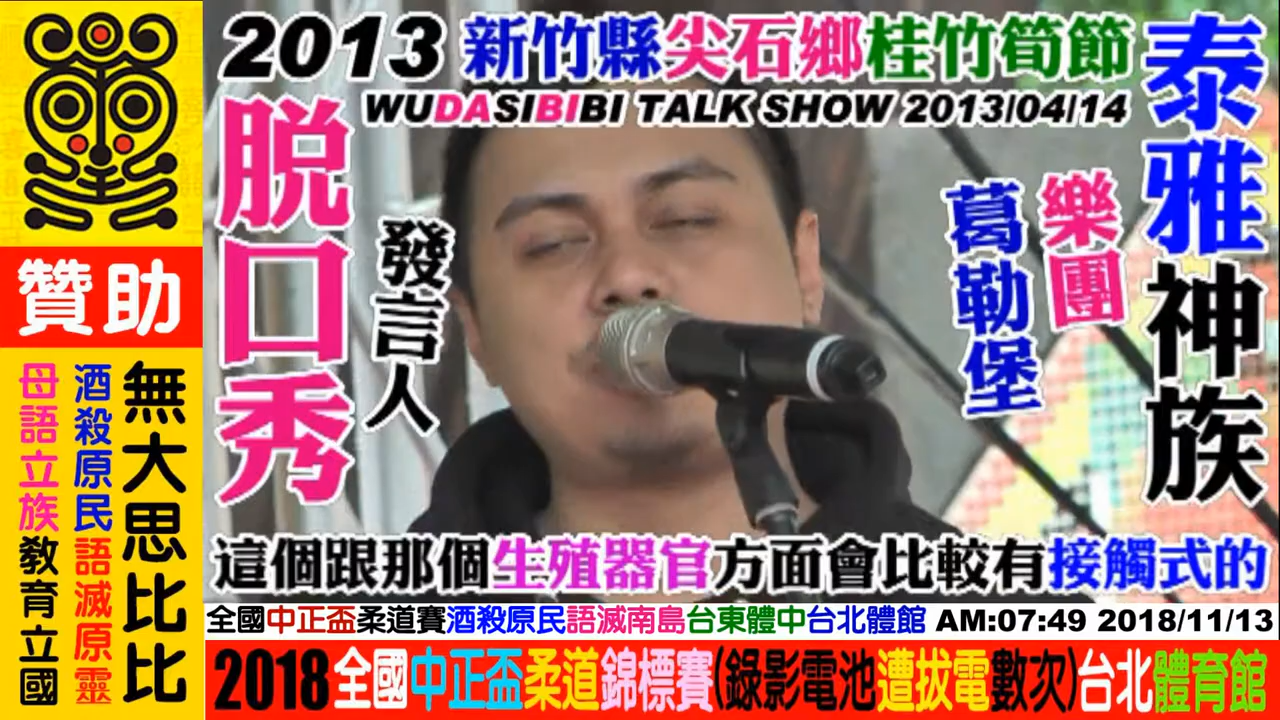 2013 新竹縣尖石鄉桂竹筍節
WUDASIBIBI TALK SHOW 2013/04/14
泰雅神族
脫口秀
發言人
樂團
葛勒堡
贊助
無大思比比
酒殺原民語滅原靈
母語立族教育立國
這個跟那個生殖器官方面會比較有接觸式的
全國中正盃柔道賽酒殺原民語滅南島台東體中台北體館 AM:07:49 2018/11/13
2018全國中正盃柔道錦標賽(錄影電池遭拔電數次)台北體育館